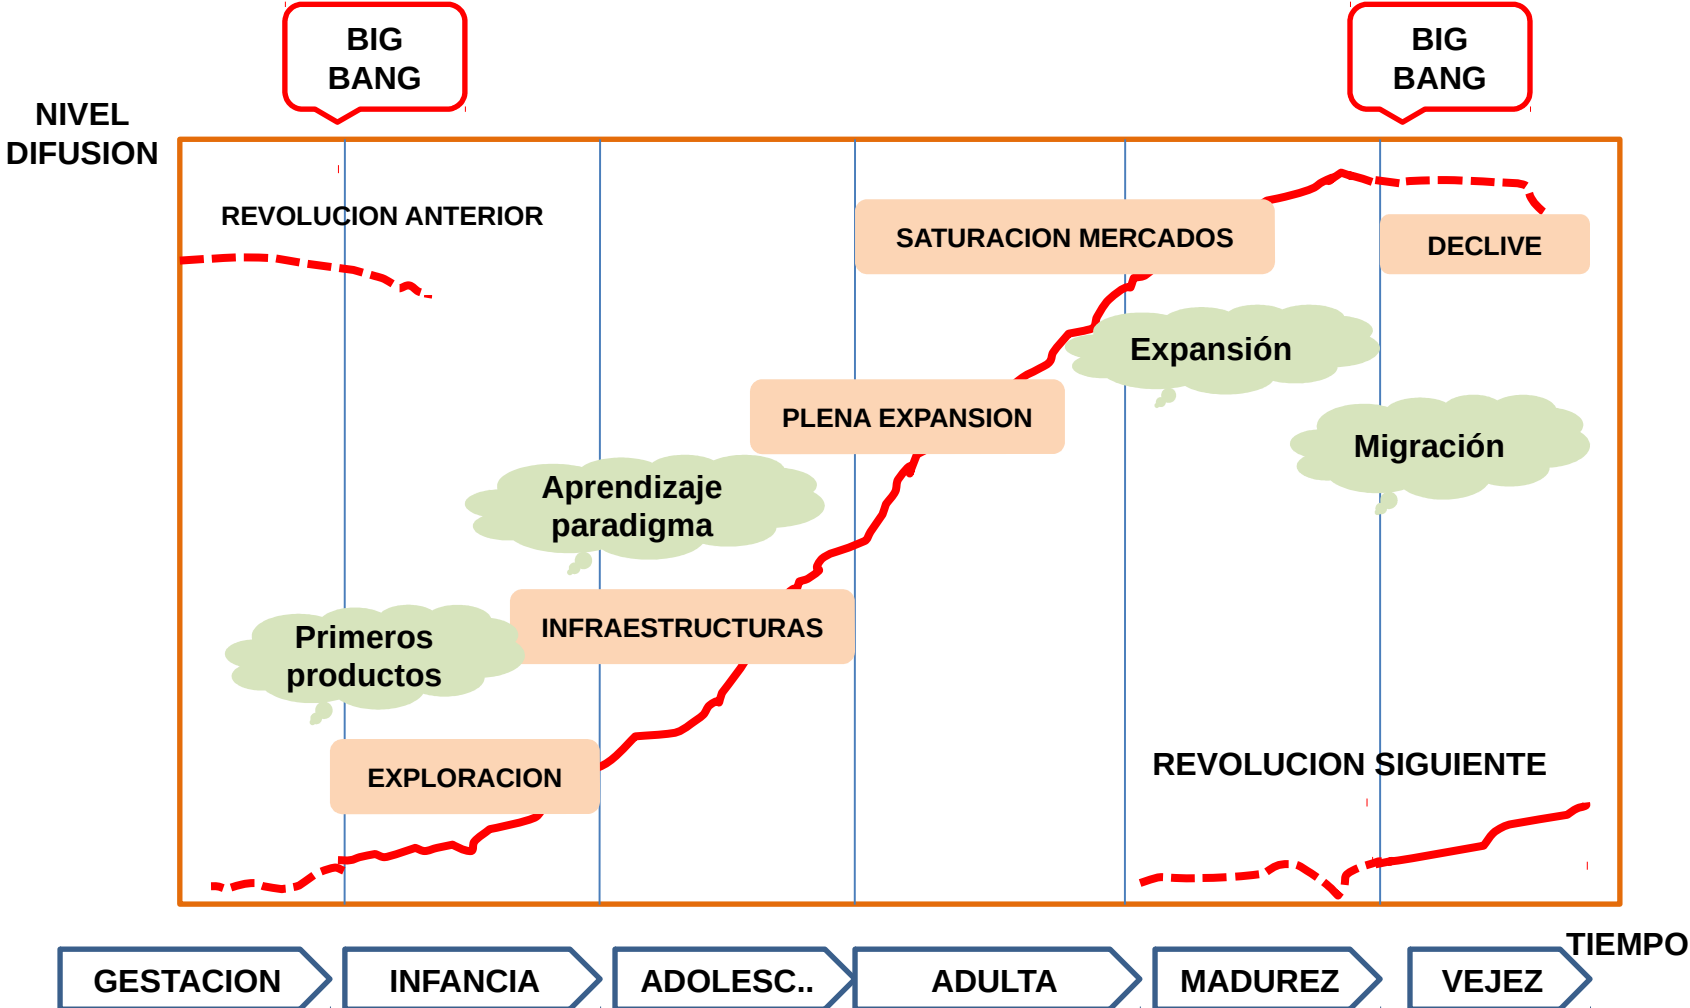 BIG
BANG
BIG
BANG
NIVEL
DIFUSION
REVOLUCION ANTERIOR
SATURACION MERCADOS
DECLIVE
Expansión
PLENA EXPANSION
Migración
Aprendizaje
paradigma
INFRAESTRUCTURAS
Primeros
productos
EXPLORACION
REVOLUCION SIGUIENTE
TIEMPO
GESTACION
INFANCIA
ADOLESC..
ADULTA
MADUREZ
VEJEZ